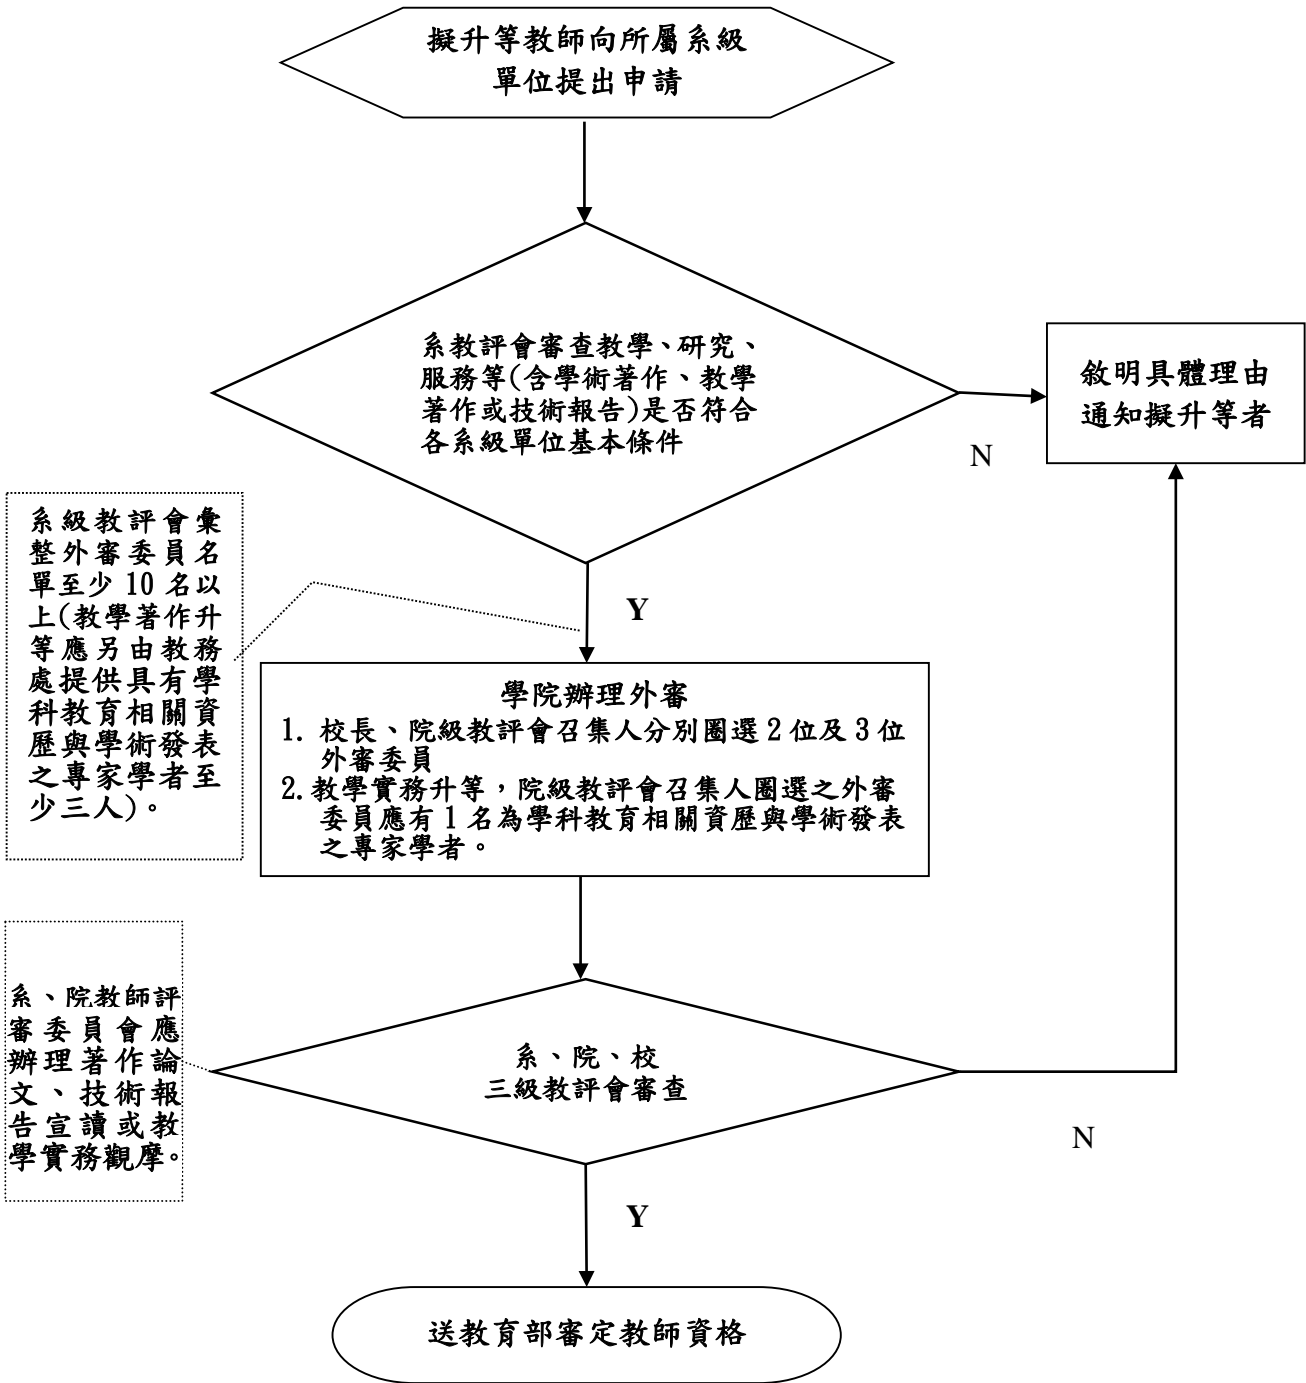 擬升等教師向所屬系級
單位提出申請
系教評會審查教學、研究、
服務等(含學術著作、教學
著作或技術報告)是否符合
各系級單位基本條件
N
敘明具體理由
通知擬升等者
系級教評會彙
整外審委員名
單至少 10 名以
上(教學著作升
等應另由教務
處提供具有學
科教育相關資
歷與學術發表
之專家學者至
少三人)。
Y
學院辦理外審
1. 校長、院級教評會召集人分別圈選 2 位及 3 位
外審委員
2. 教學實務升等，院級教評會召集人圈選之外審
委員應有 1 名為學科教育相關資歷與學術發表
之專家學者。
系、院教師評
審委員會應
辦理著作論
文、技術報
告宣讀或教
學實務觀摩。
系、院、校
三級教評會審查
N
Y
送教育部審定教師資格